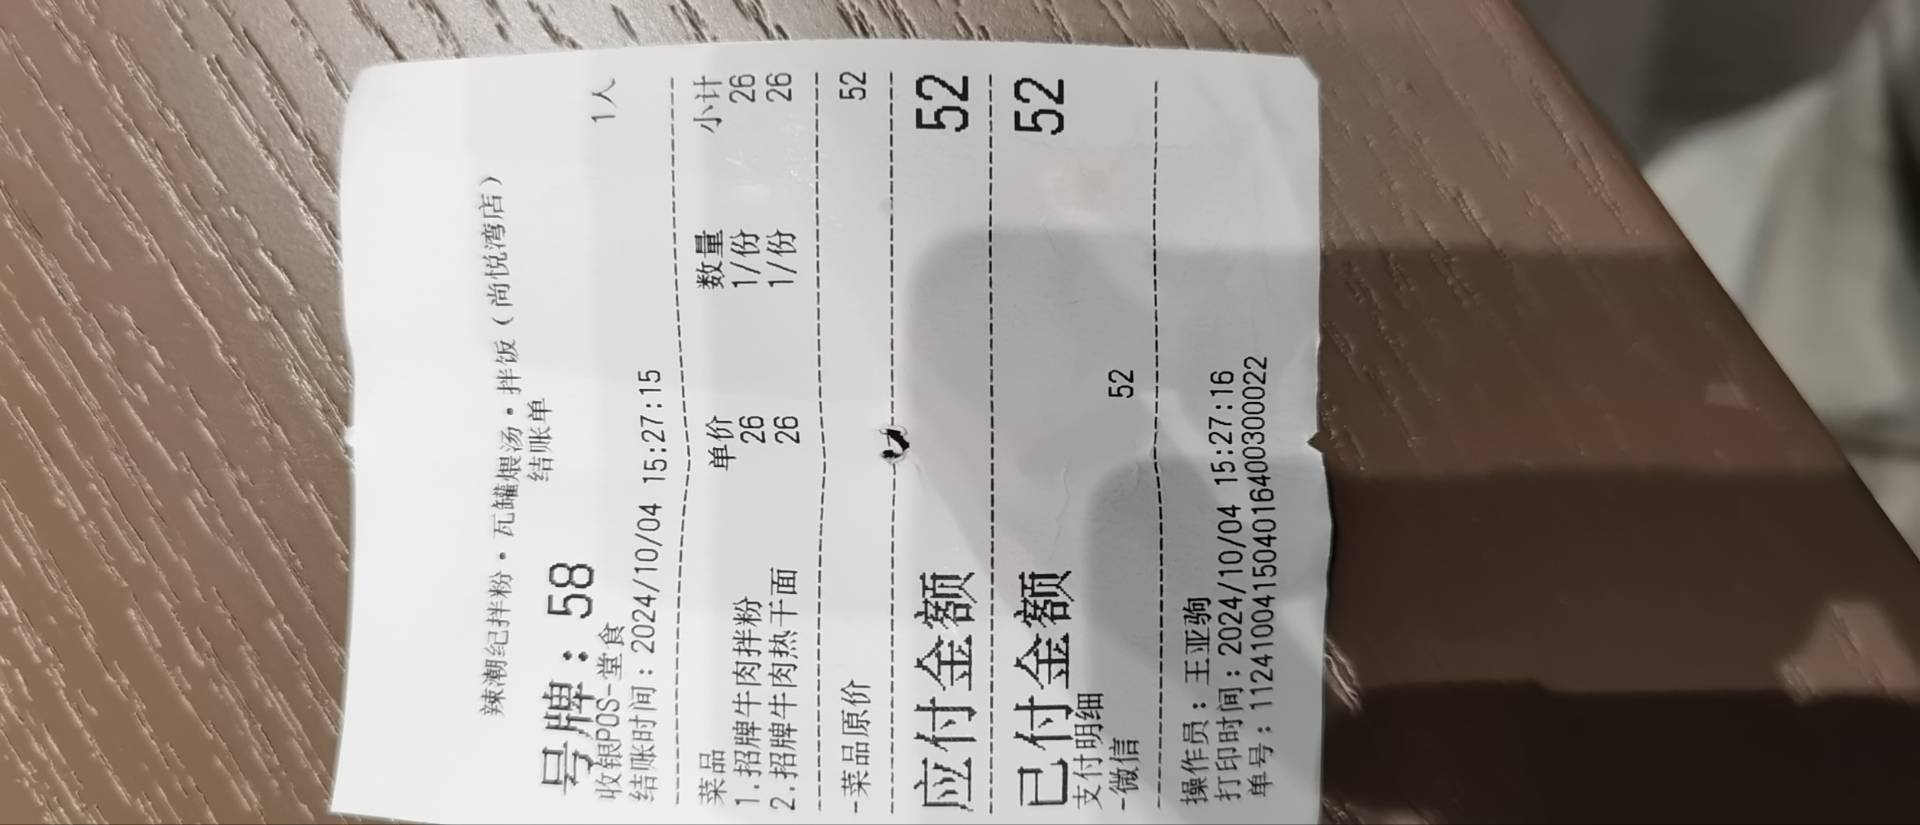 辣潮纪拌粉·瓦罐煨汤·拌饭（尚悦湾店）
结账单
号牌：58
收银POS-堂食 1人
结账时间：2024/10/04 15:27:15
菜品 单价 数量 小计
1.招牌牛肉拌粉 26 1/份 26
2.招牌牛肉热干面 26 1/份 26
-菜品原价 52
应付金额 52
已付金额 52
支付明细
-微信 52
操作员：王亚驹
打印时间：2024/10/04 15:27:16
单号：112410041504016400300022